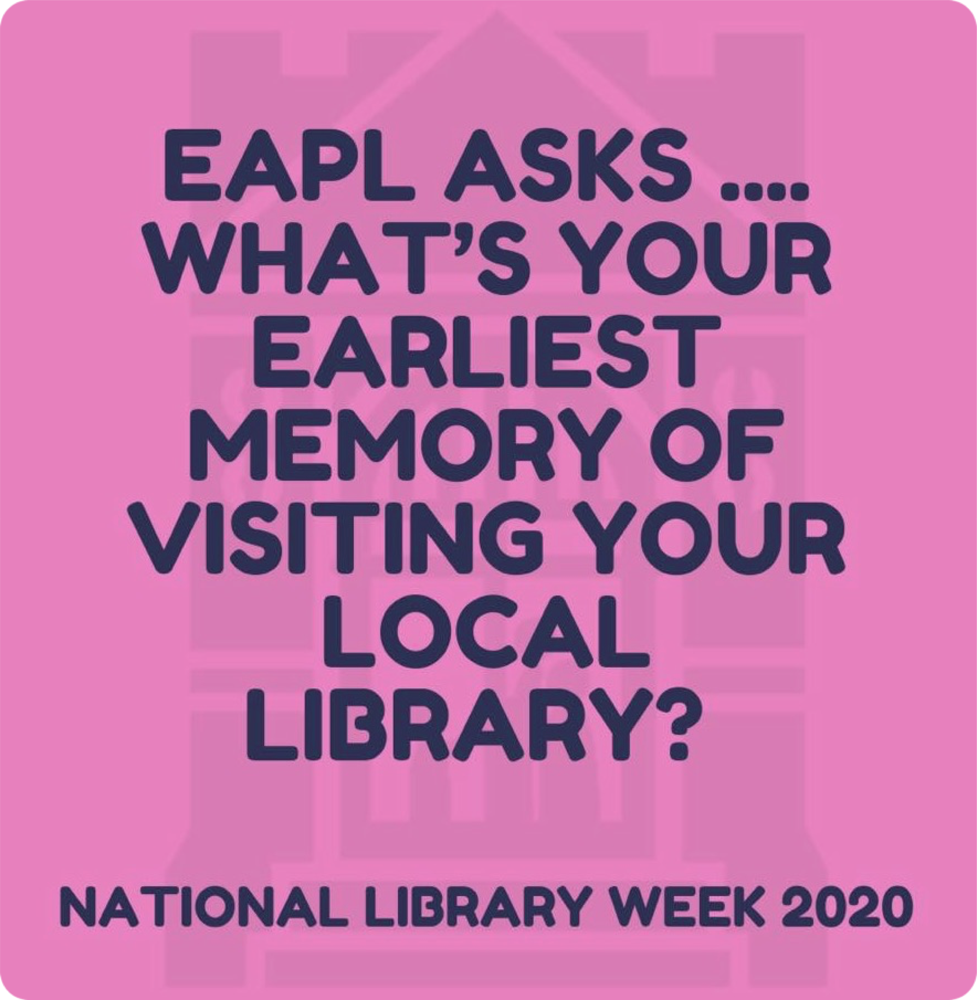 EAPL ASKS ....
WHAT'S YOUR
EARLIEST
MEMORY OF
VISITING YOUR
LOCAL
LIBRARY?
NATIONAL LIBRARY WEEK 2020